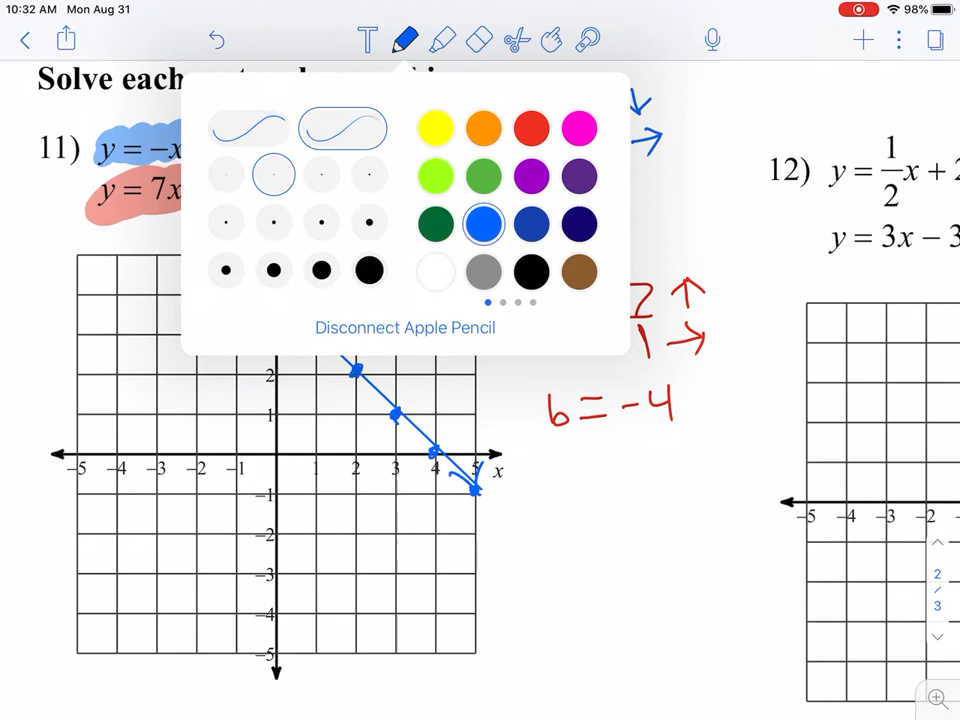 10:32 AM Mon Aug 31
98%
T
Solve each
11) y = –x
y = 7x
Disconnect Apple Pencil
12) y = 1/2 x + 2
y = 3x – 3
2
1
b = -4
2
1
–5 –4 –3 –2 –1 1 2 3 4 5 x
–1
–2
–3
–4
–5
–5 –4 –3 –2
2
/
3